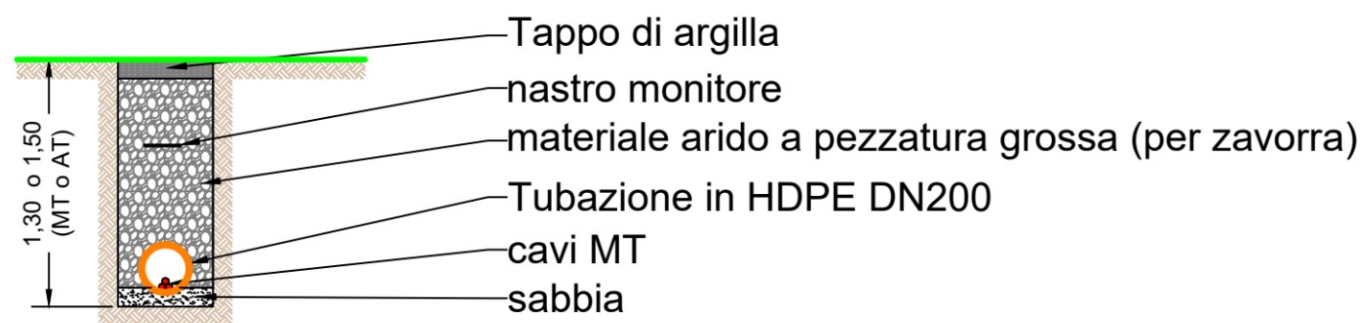 Tappo di argilla
nastro monitore
materiale arido a pezzatura grossa (per zavorra)
Tubazione in HDPE DN200
cavi MT
sabbia
1,30 o 1,50
(MT o AT)